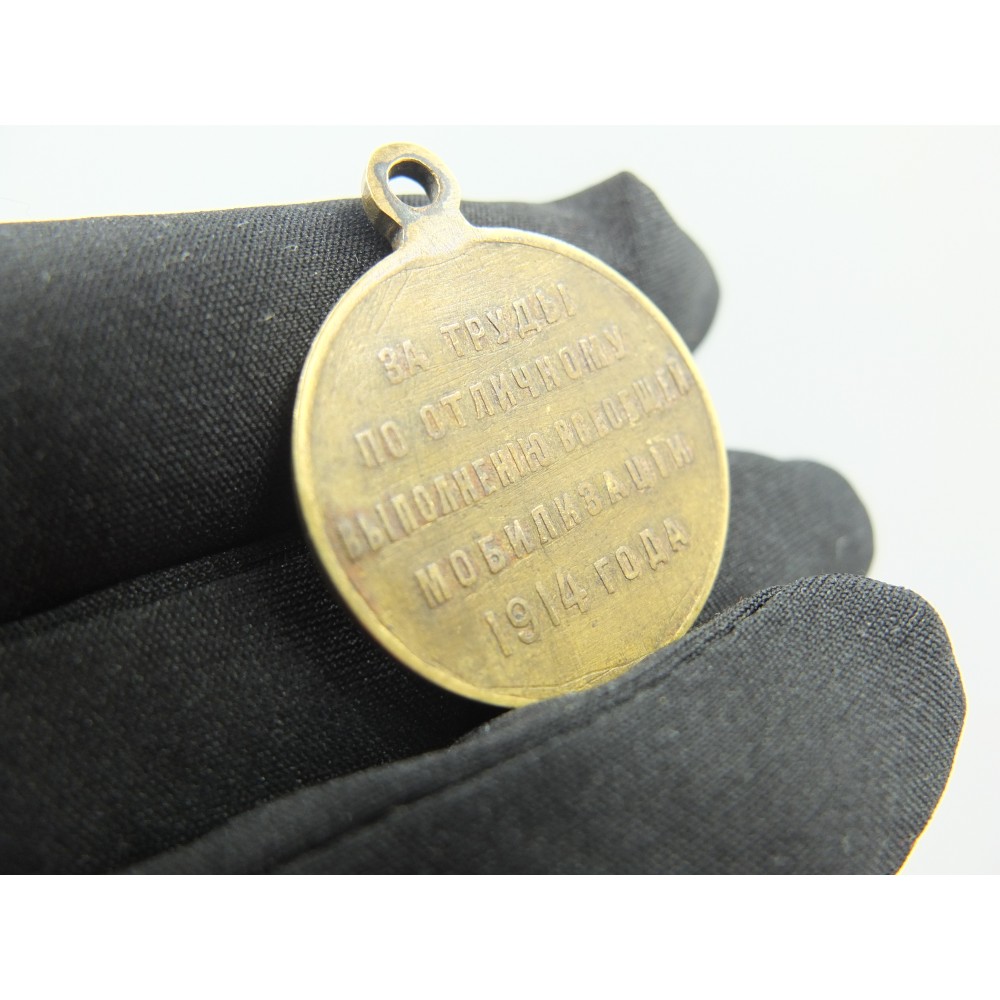 ЗА ТРУДЫ
ПО ОТЛИЧНОМУ
ВЫПОЛНЕНІЮ ВСЕОБЩЕЙ
МОБИЛИЗАЦІИ
1914 ГОДА